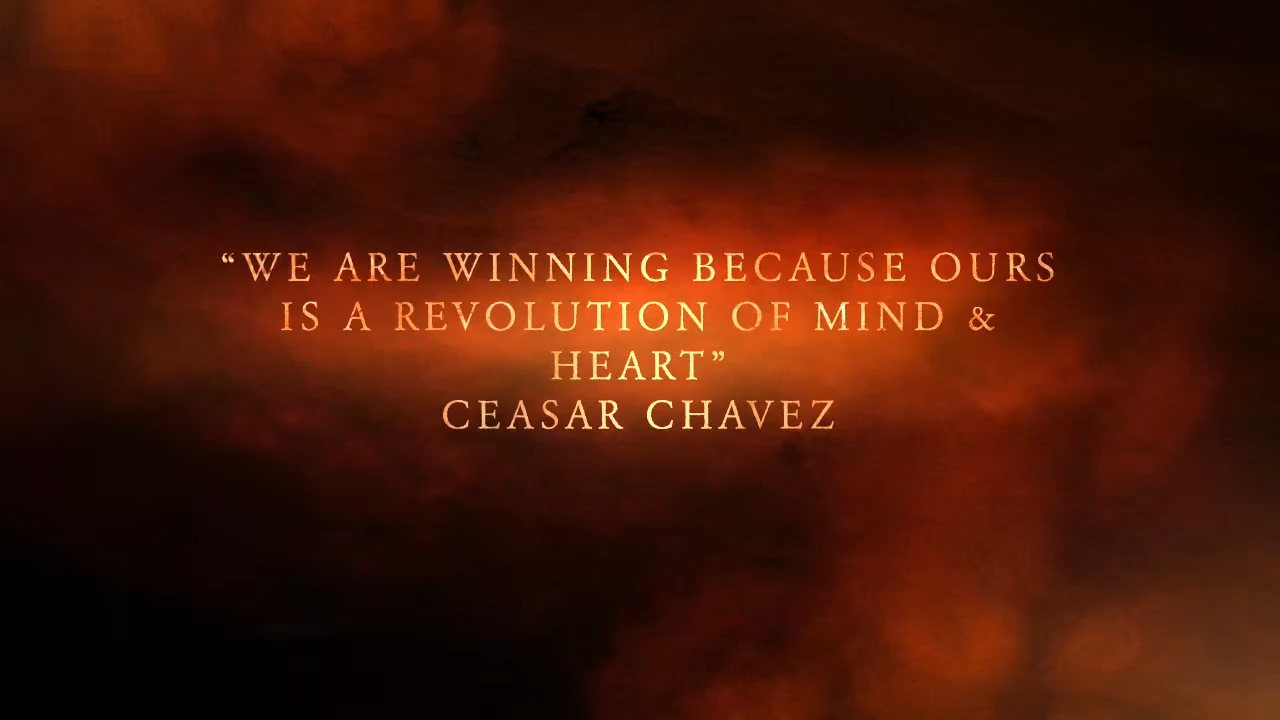 “WE ARE WINNING BECAUSE OURS
IS A REVOLUTION OF MIND &
HEART”
CEASAR CHAVEZ